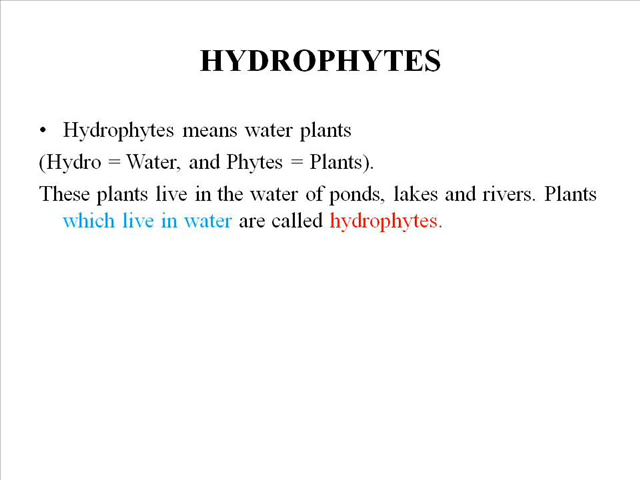 HYDROPHYTES
• Hydrophytes means water plants
(Hydro = Water, and Phytes = Plants).
These plants live in the water of ponds, lakes and rivers. Plants
which live in water are called hydrophytes.